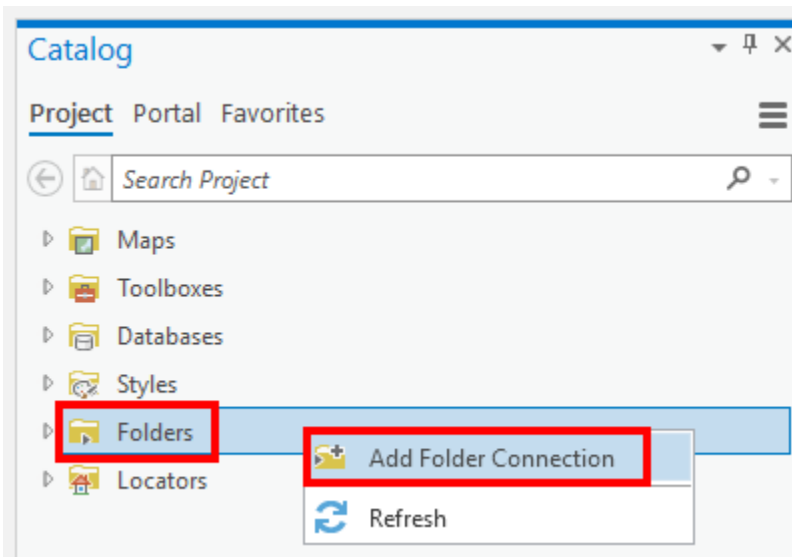 Catalog
Project Portal Favorites
Search Project
Maps
Toolboxes
Databases
Styles
Folders
Add Folder Connection
Locators
Refresh